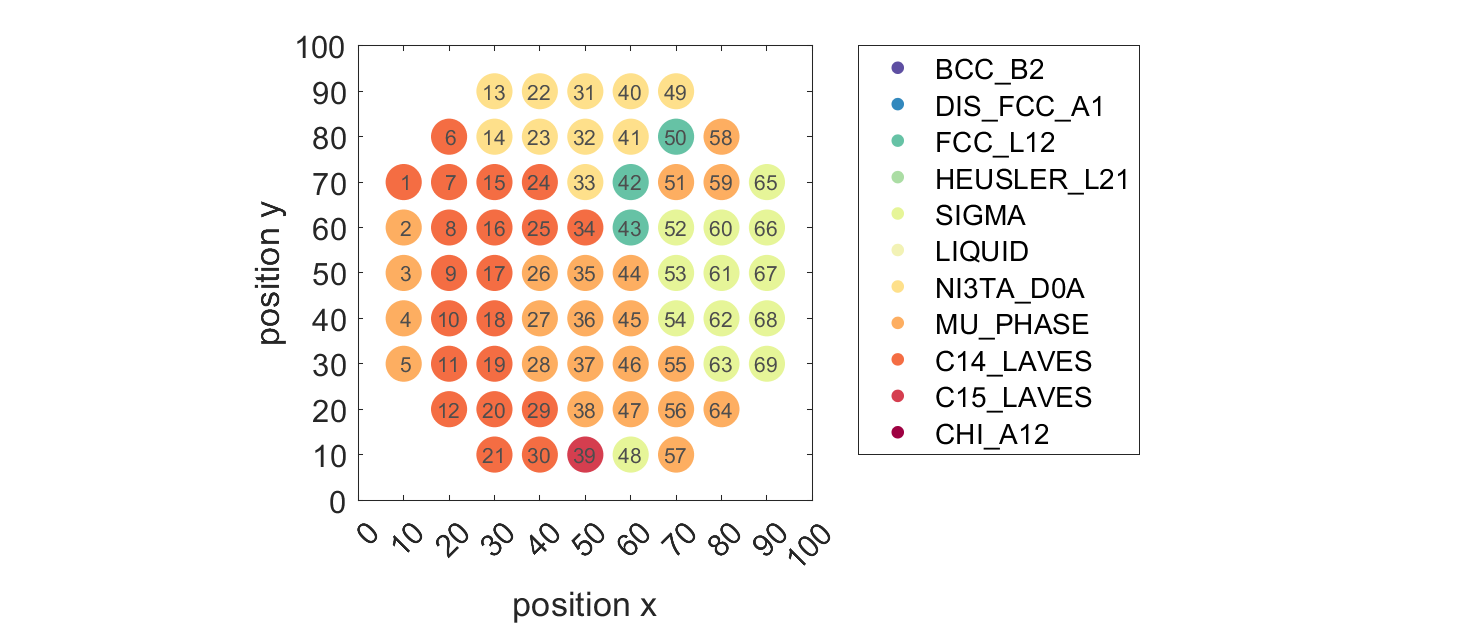 100
90
80
70
60
50
40
30
20
10
0
position y
13 22 31 40 49
6 14 23 32 41 50 58
1 7 15 24 33 42 51 59 65
2 8 16 25 34 43 52 60 66
3 9 17 26 35 44 53 61 67
4 10 18 27 36 45 54 62 68
5 11 19 28 37 46 55 63 69
12 20 29 38 47 56 64
21 30 39 48 57
0 10 20 30 40 50 60 70 80 90 100
position x
BCC_B2
DIS_FCC_A1
FCC_L12
HEUSLER_L21
SIGMA
LIQUID
NI3TA_D0A
MU_PHASE
C14_LAVES
C15_LAVES
CHI_A12